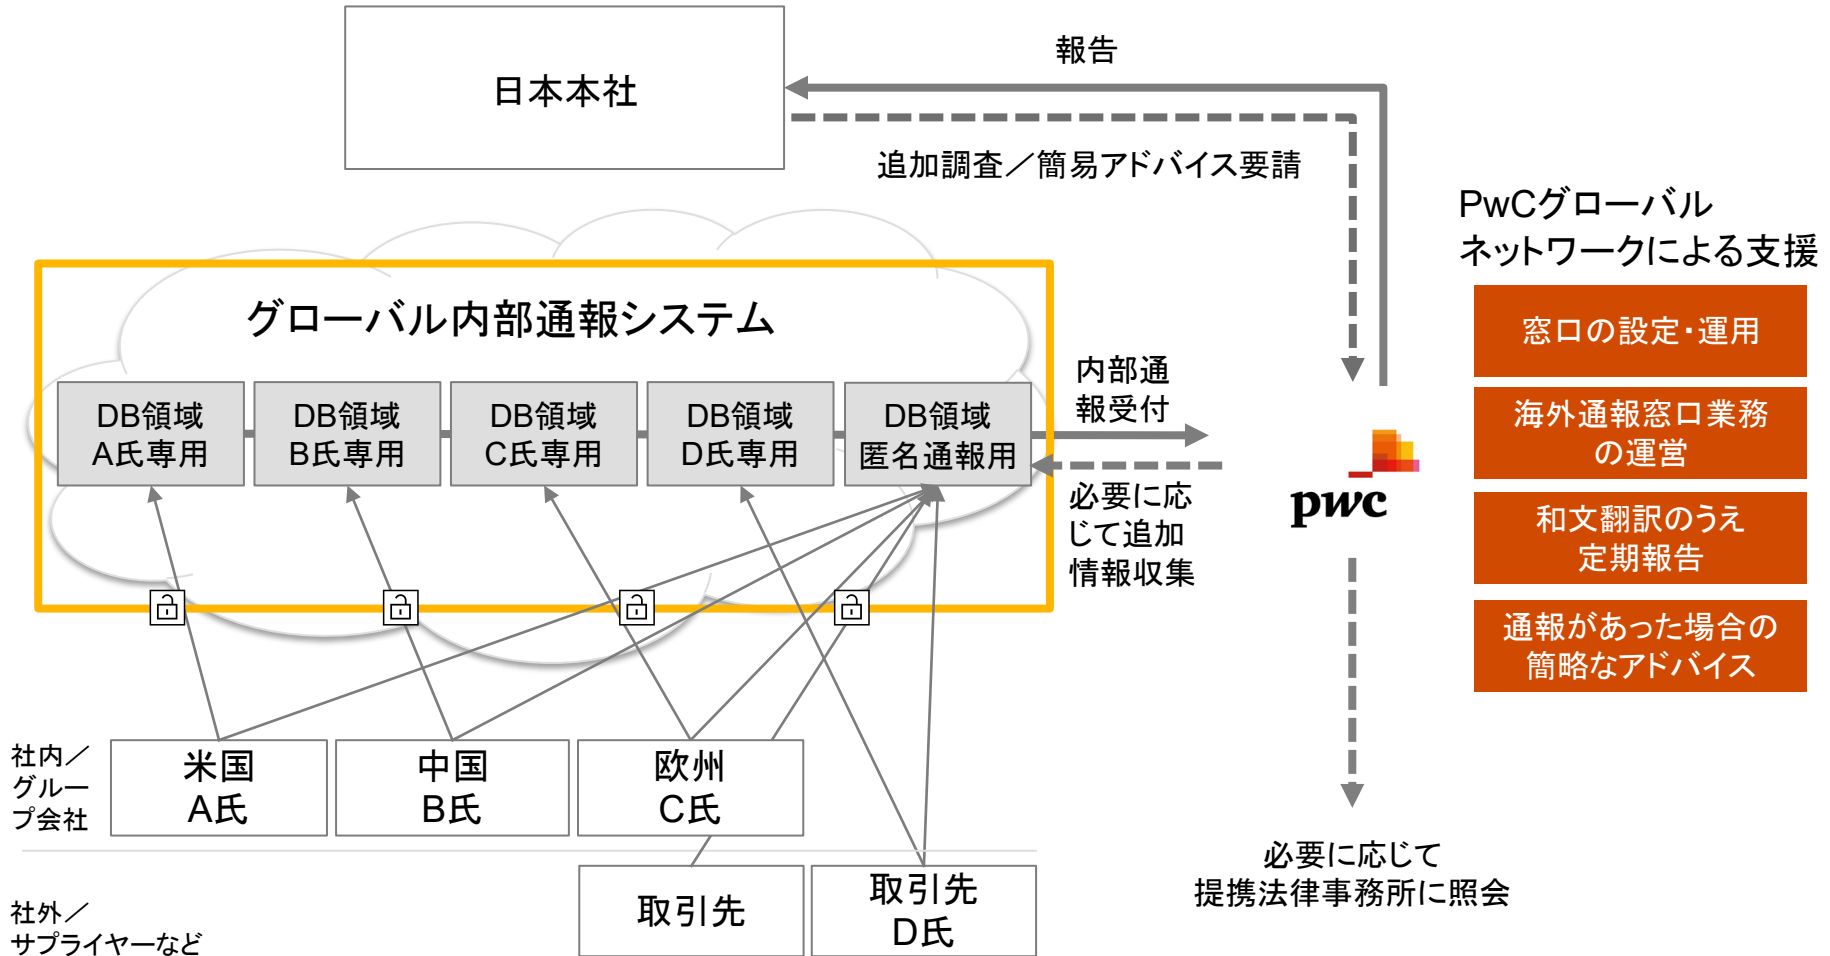 日本本社
報告
追加調査／簡易アドバイス要請
PwCグローバル
ネットワークによる支援
窓口の設定・運用
海外通報窓口業務
の運営
和文翻訳のうえ
定期報告
通報があった場合の
簡略なアドバイス
グローバル内部通報システム
DB領域
A氏専用
DB領域
B氏専用
DB領域
C氏専用
DB領域
D氏専用
DB領域
匿名通報用
内部通
報受付
必要に応
じて追加
情報収集
pwc
社内／
グルー
プ会社
米国
A氏
中国
B氏
欧州
C氏
社外／
サプライヤーなど
取引先
取引先
D氏
必要に応じて
提携法律事務所に照会